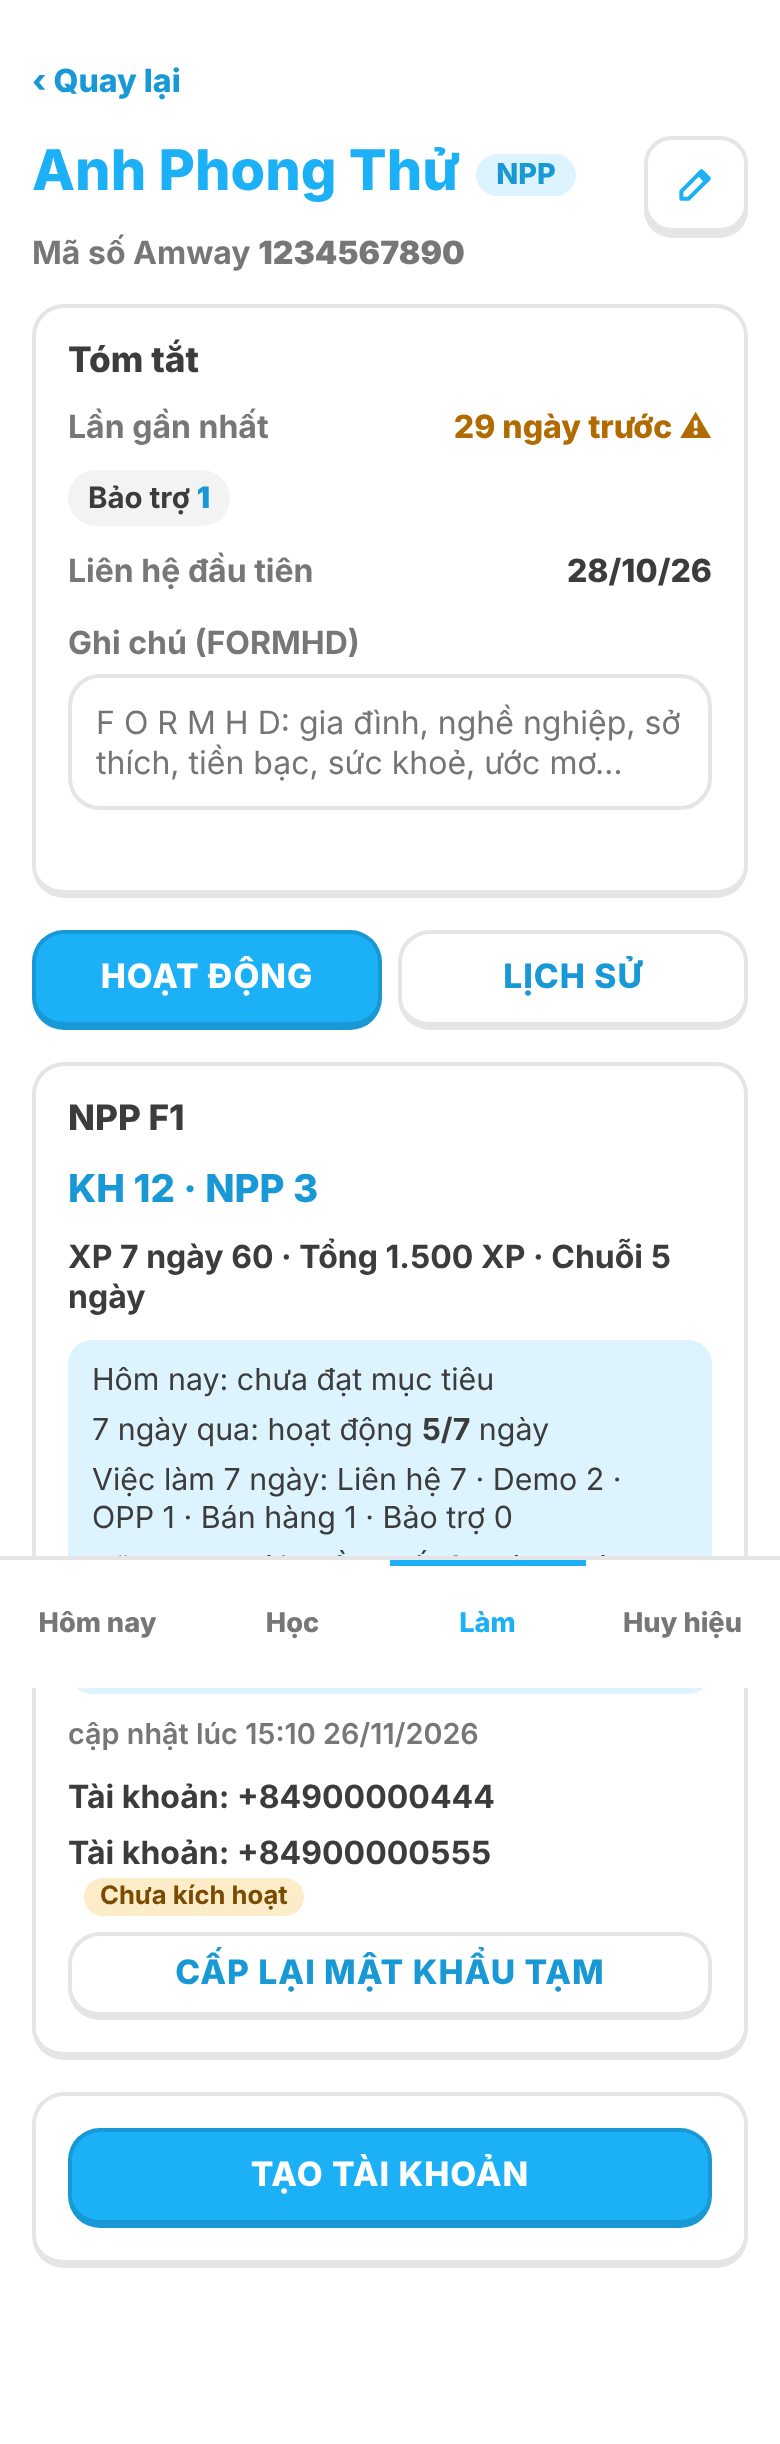 ‹ Quay lại
Anh Phong Thử NPP
Mã số Amway 1234567890
Tóm tắt
Lần gần nhất 29 ngày trước ⚠
Bảo trợ 1
Liên hệ đầu tiên 28/10/26
Ghi chú (FORMHD)
F O R M H D: gia đình, nghề nghiệp, sở
thích, tiền bạc, sức khoẻ, ước mơ...
HOẠT ĐỘNG LỊCH SỬ
NPP F1
KH 12 · NPP 3
XP 7 ngày 60 · Tổng 1.500 XP · Chuỗi 5
ngày
Hôm nay: chưa đạt mục tiêu
7 ngày qua: hoạt động 5/7 ngày
Việc làm 7 ngày: Liên hệ 7 · Demo 2 ·
OPP 1 · Bán hàng 1 · Bảo trợ 0
Hôm nay Học Làm Huy hiệu
cập nhật lúc 15:10 26/11/2026
Tài khoản: +84900000444
Tài khoản: +84900000555
Chưa kích hoạt
CẤP LẠI MẬT KHẨU TẠM
TẠO TÀI KHOẢN